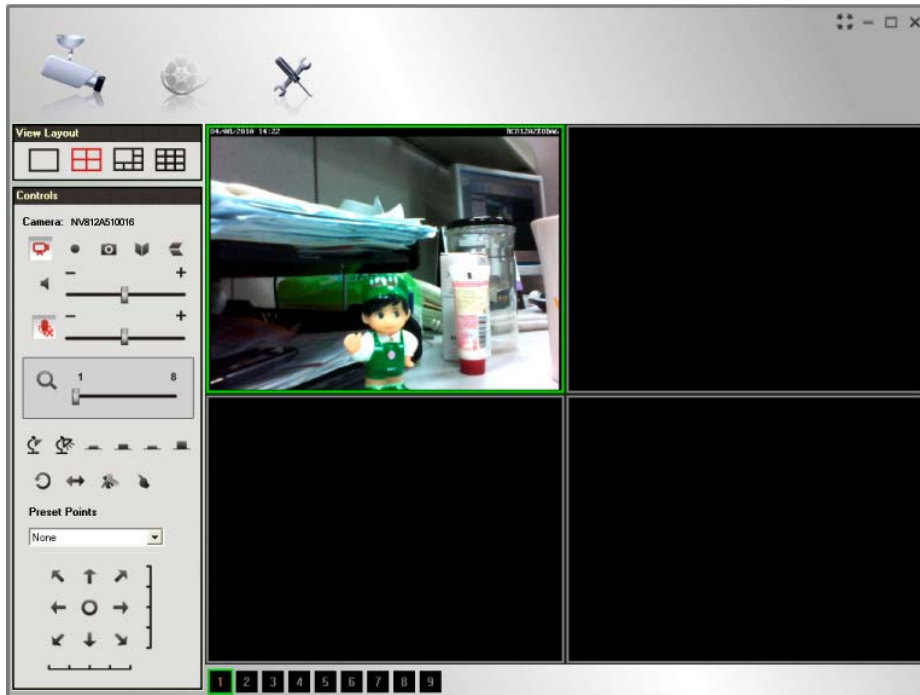 View Layout
04/08/2010 14:22
Controls
Camera: NV812A510016
− +
− +
1 8
Preset Points
None
1 2 3 4 5 6 7 8 9